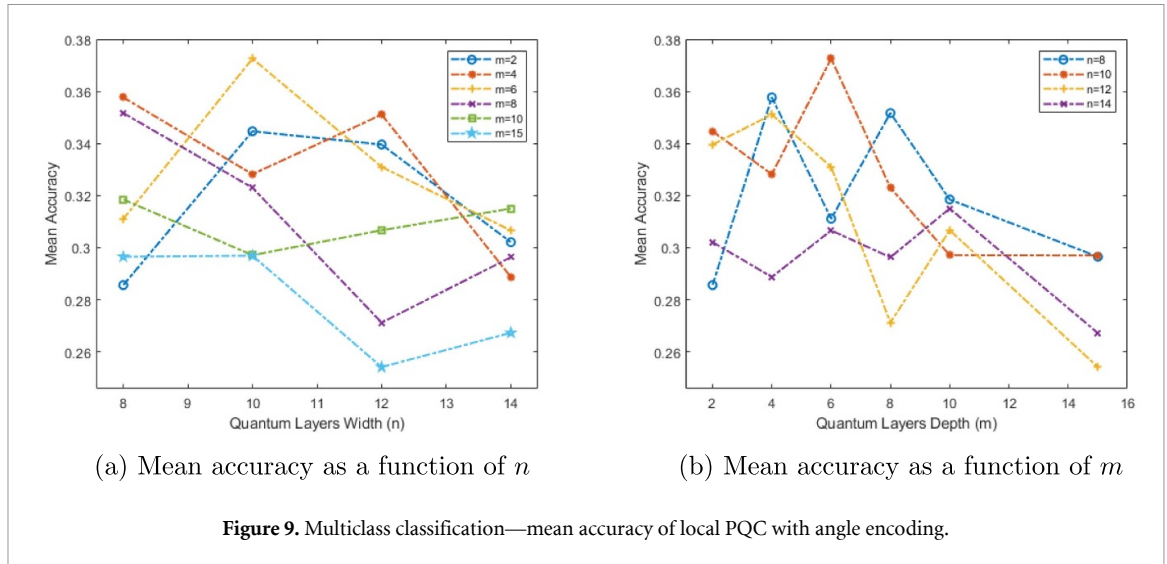 0.38
0.36
0.34
0.32
0.3
0.28
0.26
Mean Accuracy
m=2
m=4
m=6
m=8
m=10
m=15
8
9
10
11
12
13
14
Quantum Layers Width (n)
(a) Mean accuracy as a function of n
0.38
0.36
0.34
0.32
0.3
0.28
0.26
Mean Accuracy
n=8
n=10
n=12
n=14
2
4
6
8
10
12
14
16
Quantum Layers Depth (m)
(b) Mean accuracy as a function of m
Figure 9. Multiclass classification—mean accuracy of local PQC with angle encoding.